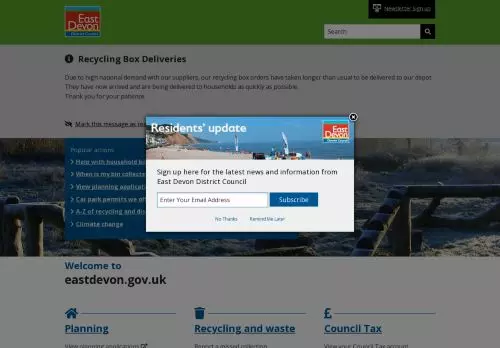 East
Devon
District Council
Newsletter Signup
Search
Recycling Box Deliveries
Due to high national demand with our suppliers, our recycling box orders have taken longer than usual to be delivered to our depot.
They have now arrived and are being delivered to households as quickly as possible.
Thank you for your patience.
Mark this message as
Popular actions
Help with household
When is my bin collec
View planning applicat
Car park permits we of
A-Z of recycling and dis
Climate change
Residents' update
East
Devon
District Council
Sign up here for the latest news and information from
East Devon District Council
Enter Your Email Address
Subscribe
No Thanks
Remind Me Later
Welcome to
eastdevon.gov.uk
Planning
Recycling and waste
Council Tax
View planning applications
Report a missed collection
View your Council Tax account